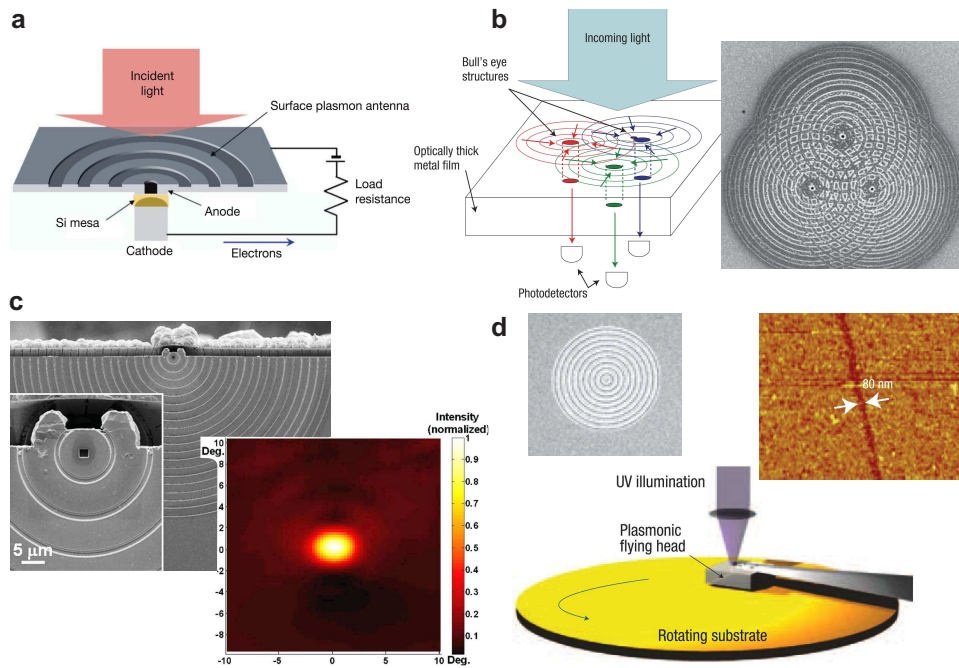 a
Incident
light
Surface plasmon antenna
Load
resistance
Anode
Si mesa
Cathode
Electrons
b
Incoming light
Bull's eye
structures
Optically thick
metal film
Photodetectors
c
5 µm
Intensity
(normalized)
10
Deg.
8
6
4
2
0
-2
-4
-6
-8
-10
-5
0
5
10
Deg.
1
0.9
0.8
0.7
0.6
0.5
0.4
0.3
0.2
0.1
d
80 nm
UV illumination
Plasmonic
flying head
Rotating substrate